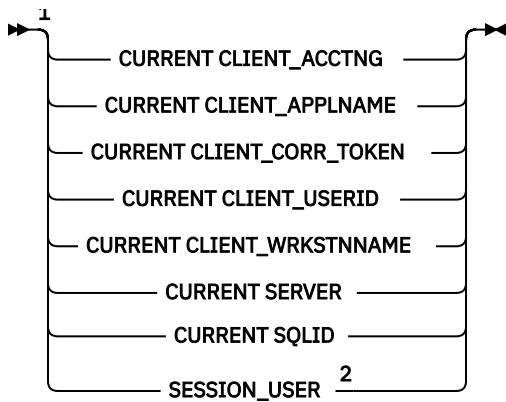 1
CURRENT CLIENT_ACCTNG
CURRENT CLIENT_APPLNAME
CURRENT CLIENT_CORR_TOKEN
CURRENT CLIENT_USERID
CURRENT CLIENT_WRKSTNNAME
CURRENT SERVER
CURRENT SQLID
SESSION_USER 2